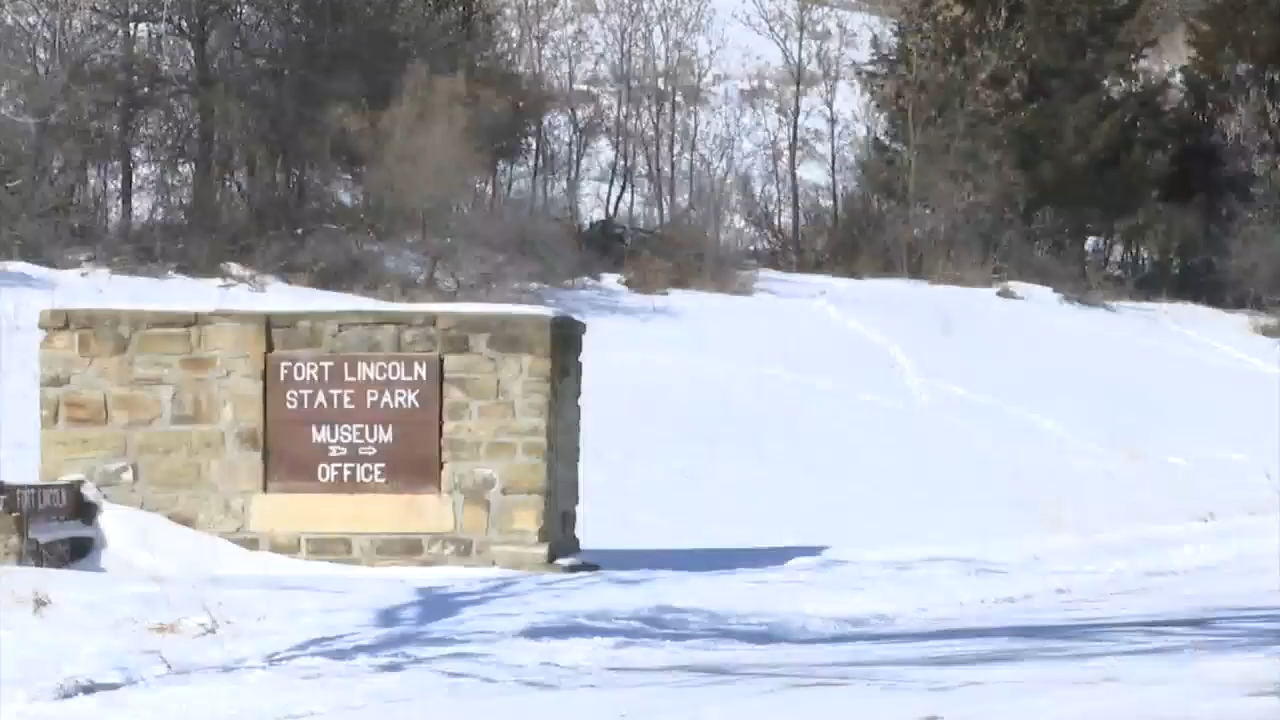 FORT LINCOLN
STATE PARK
MUSEUM
⇨ ⇨
OFFICE
FORT LINCOLN